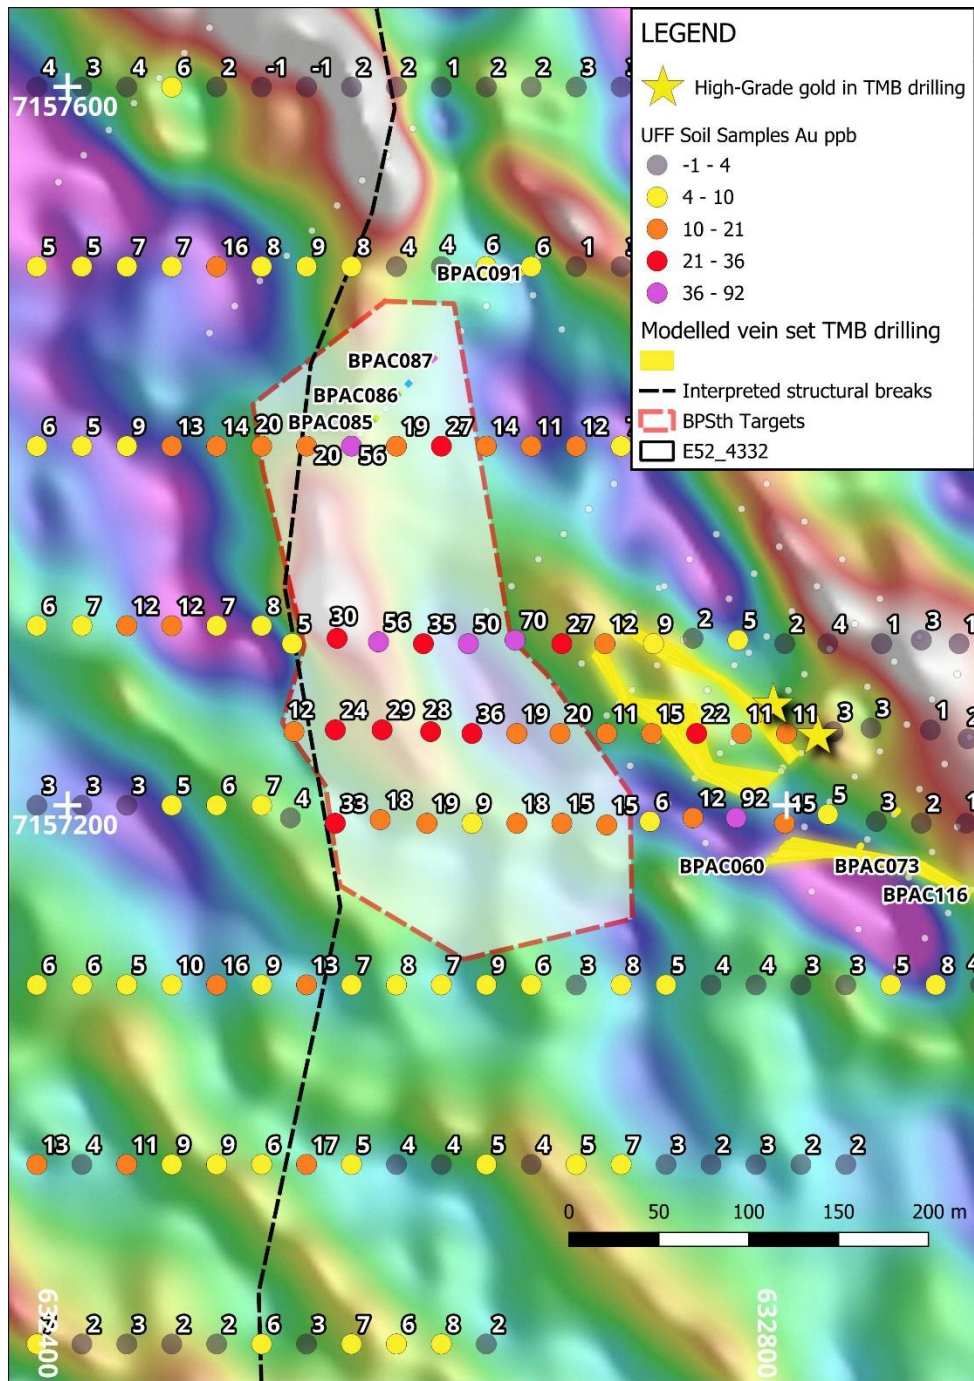 LEGEND
High-Grade gold in TMB drilling
UFF Soil Samples Au ppb
-1 - 4
4 - 10
10 - 21
21 - 36
36 - 92
Modelled vein set TMB drilling
Interpreted structural breaks
BPSth Targets
E52_4332
4 3 4 6 2 -1 -1 2 2 1 2 2 3
7157600
5 5 7 7 16 8 9 8 4 4 6 6 1
BPAC091
BPAC087
BPAC086
BPAC085
6 5 9 13 14 20 19 27 14 11 12
20 56
6 7 12 12 7 8 5 30 56 35 50 70 27 12 9 2 5 2 4 1 3 1
12 24 29 28 36 19 20 11 15 22 11 11 3 3 1 2
3 3 3 5 6 7 4 33 18 19 9 18 15 15 6 12 92 45 5 3 2 1
7157200
BPAC060
BPAC073
BPAC116
6 6 5 10 16 9 13 7 8 7 9 6 3 8 5 4 4 3 3 5 8 4
13 4 11 9 9 6 17 5 4 4 5 4 5 7 3 2 3 2 2
0 50 100 150 200 m
2 3 2 2 6 3 7 6 8 2
632400
632800